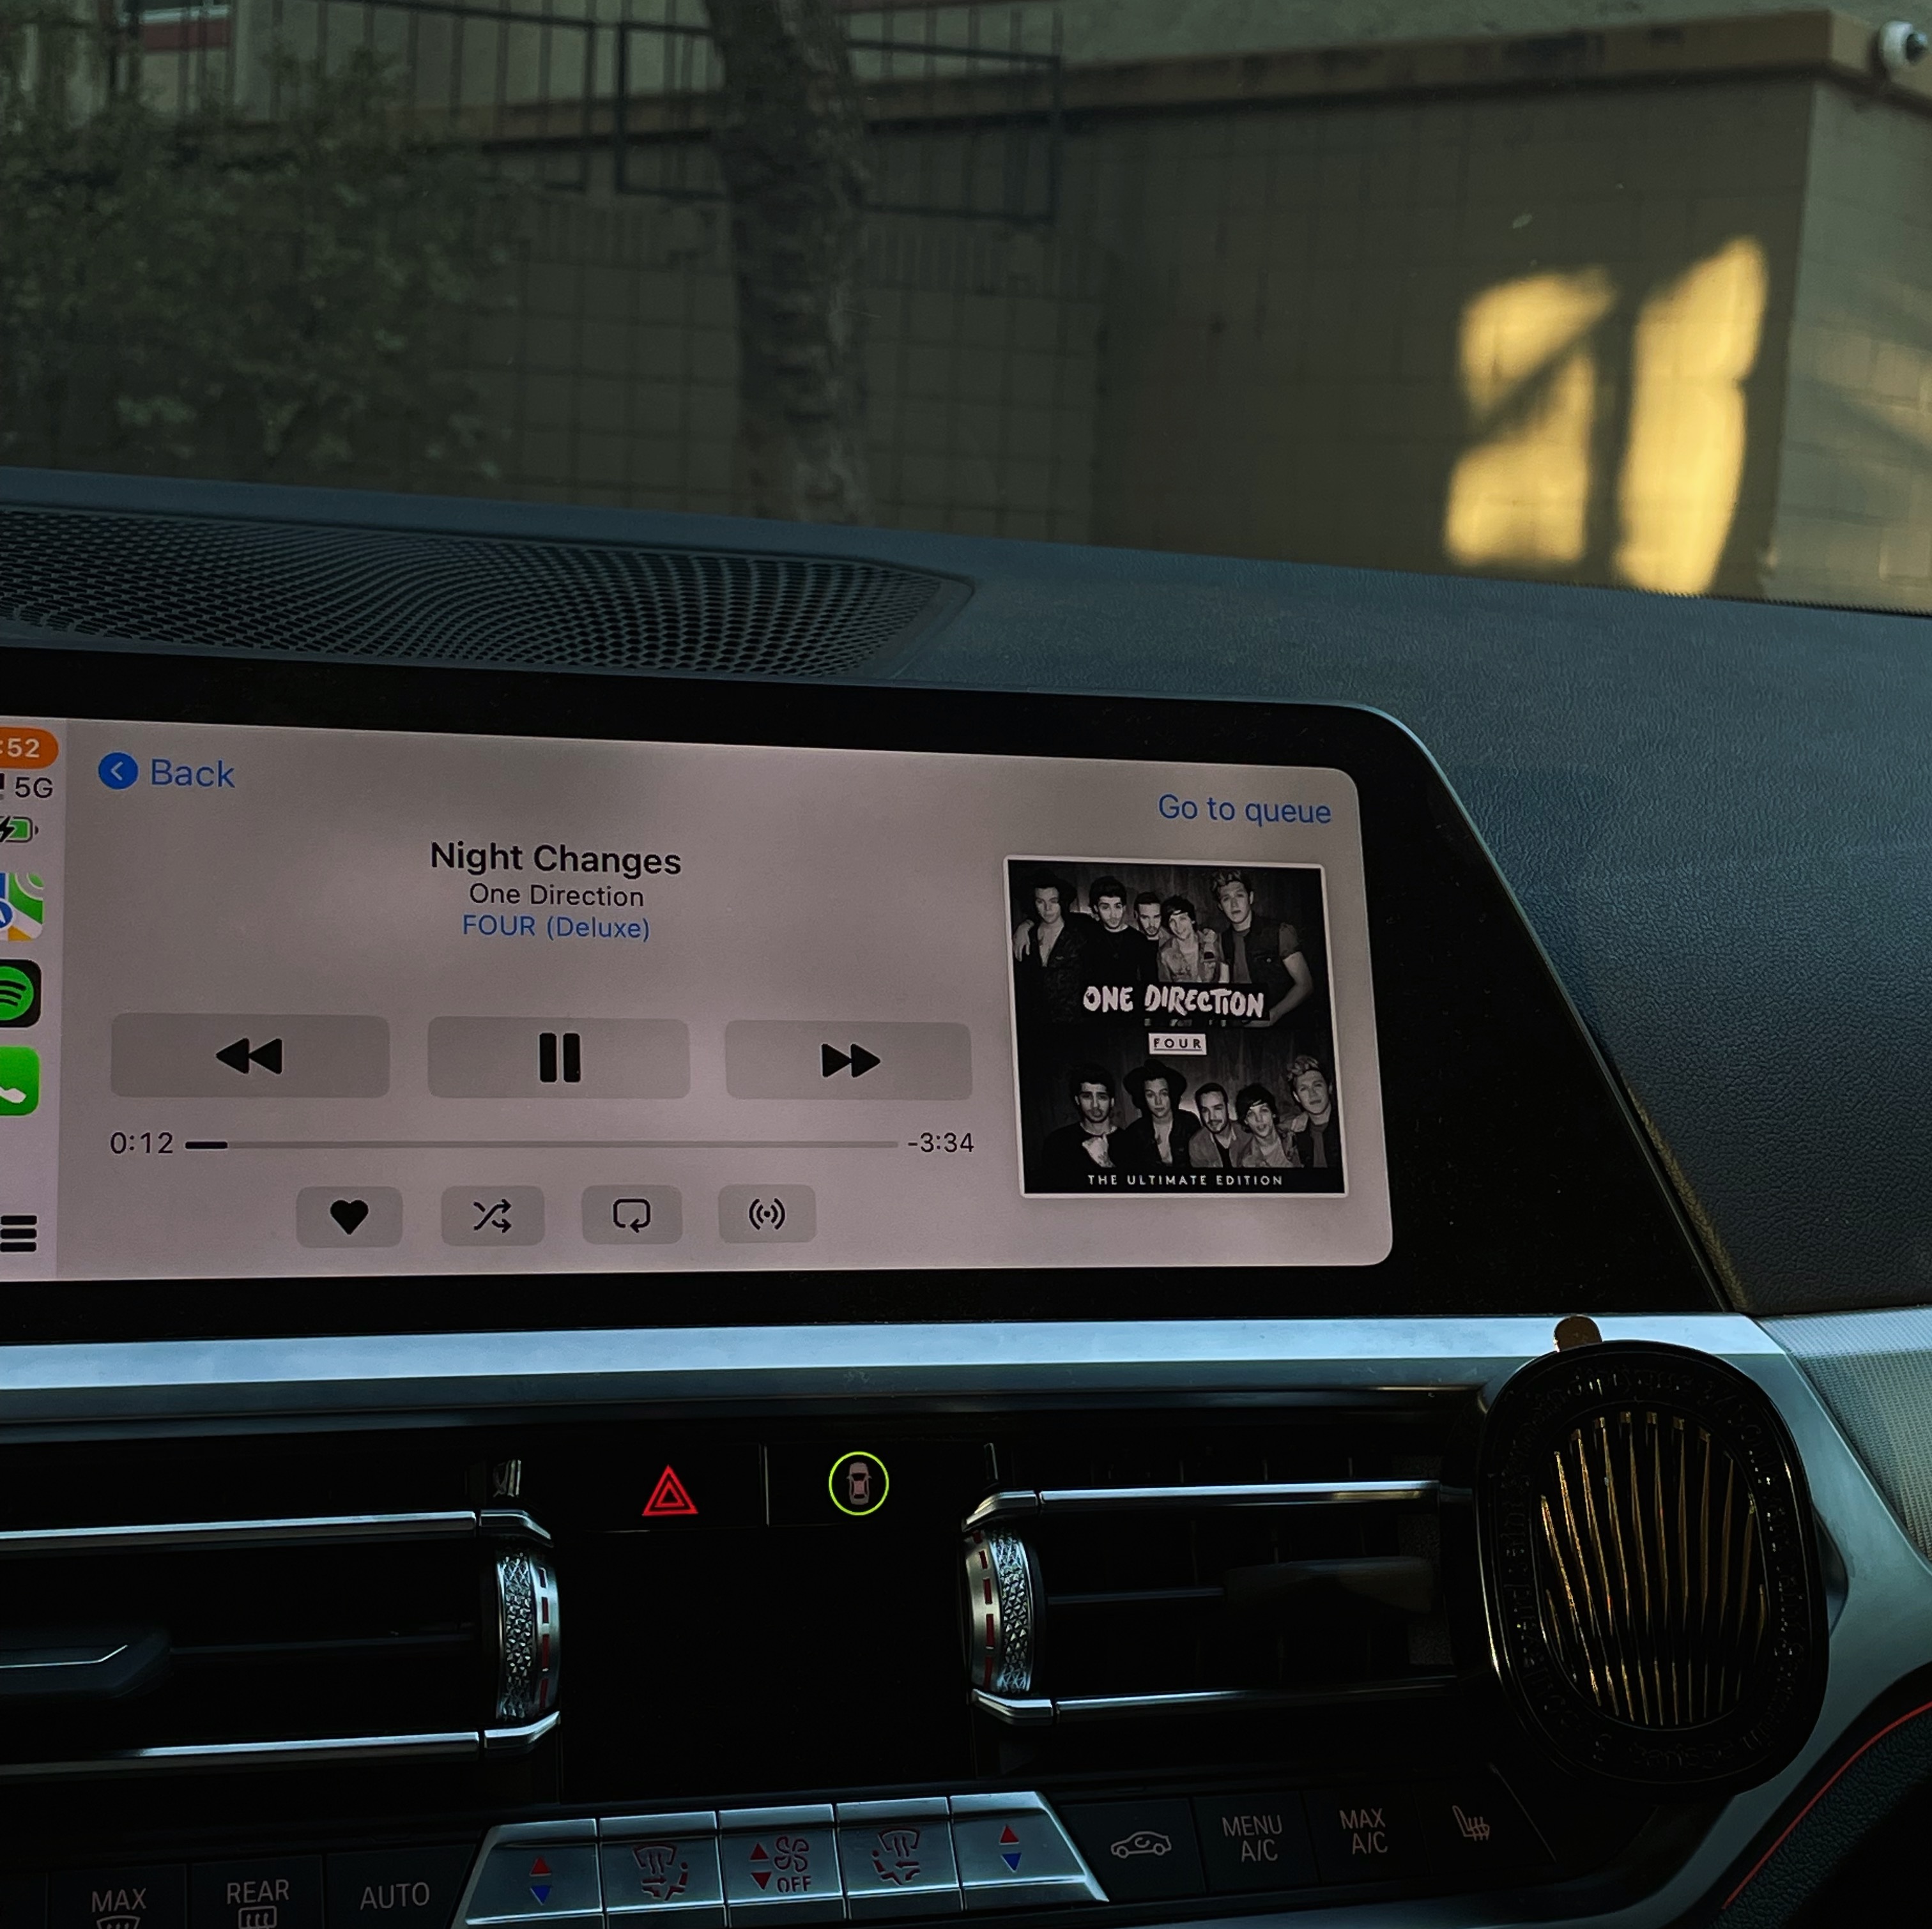 :52
5G
Back
Go to queue
Night Changes
One Direction
FOUR (Deluxe)
ONE DIRECTION
FOUR
THE ULTIMATE EDITION
0:12
-3:34
MENU
A/C
MAX
A/C
OFF
MAX
REAR
AUTO